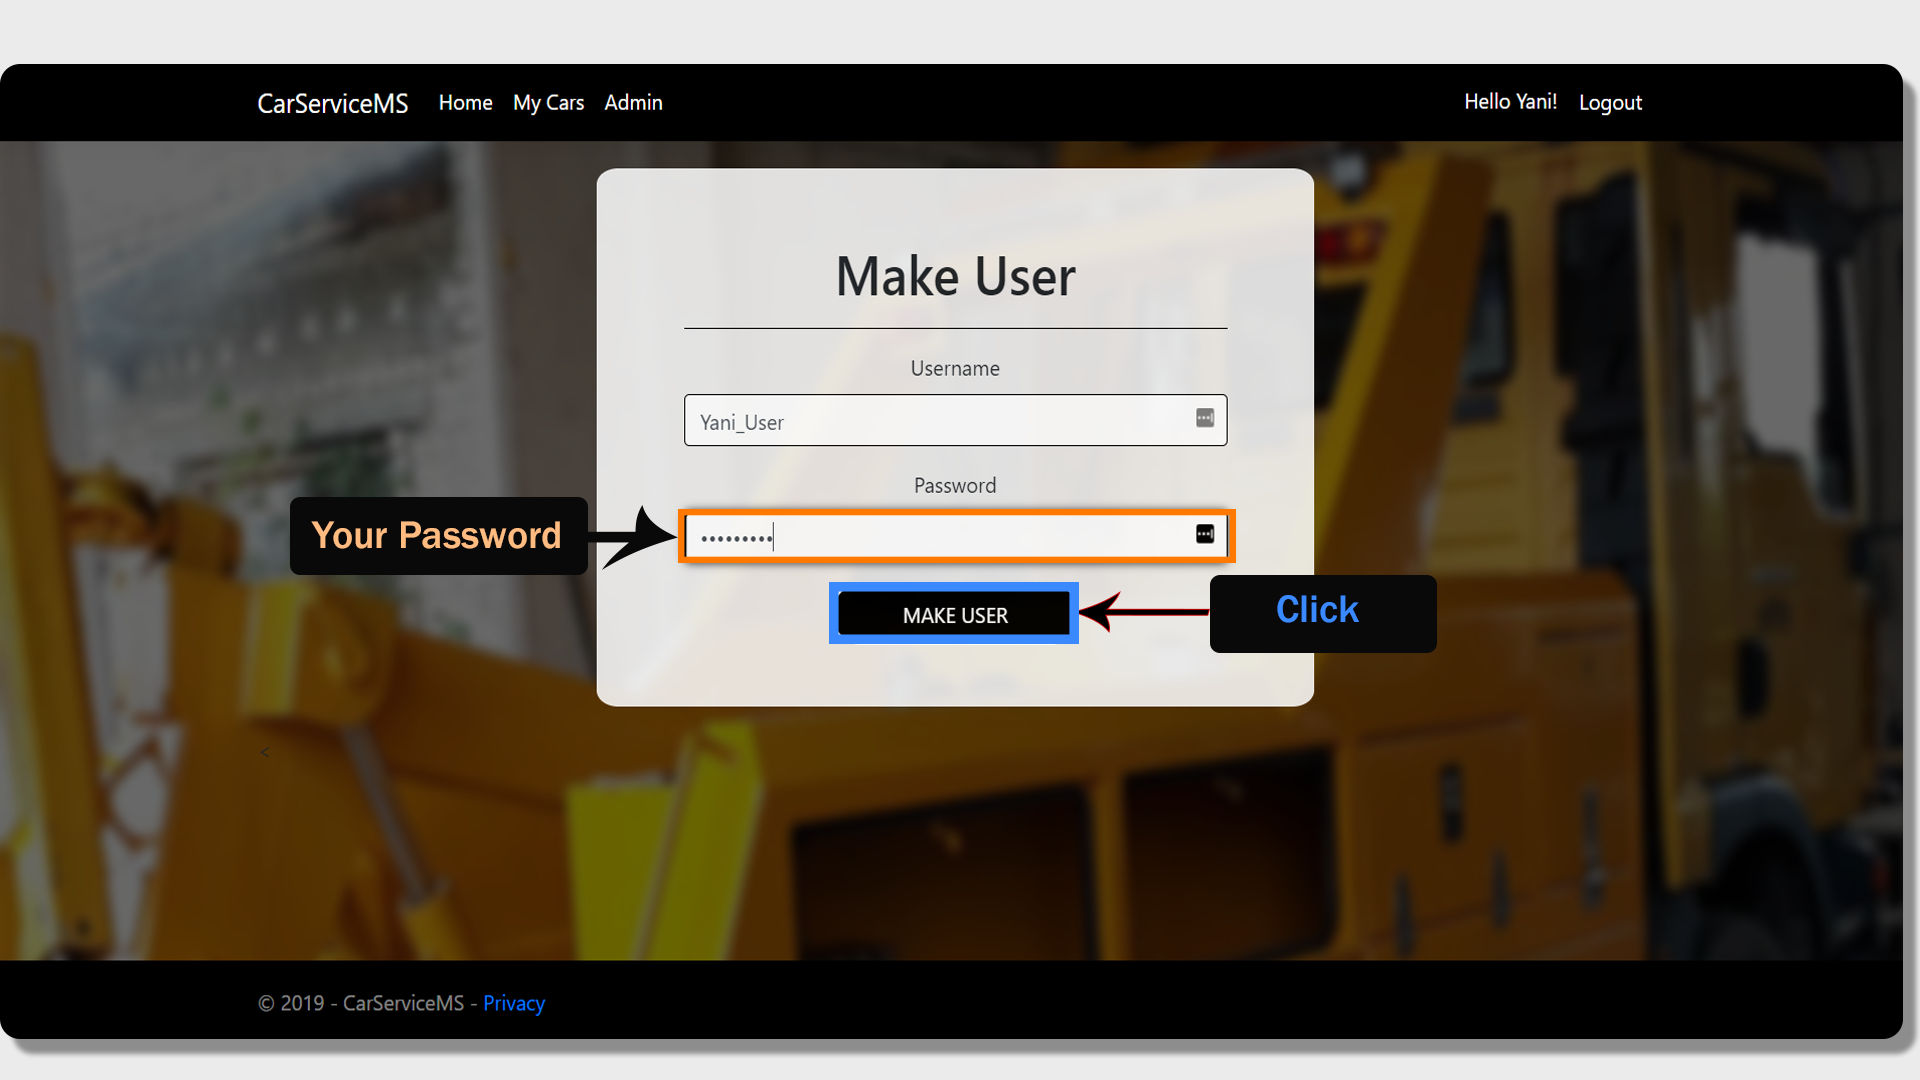 CarServiceMS Home My Cars Admin Hello Yani! Logout
Make User
Username
Yani_User
Password
Your Password
•••••••••
MAKE USER
Click
<
© 2019 - CarServiceMS - Privacy